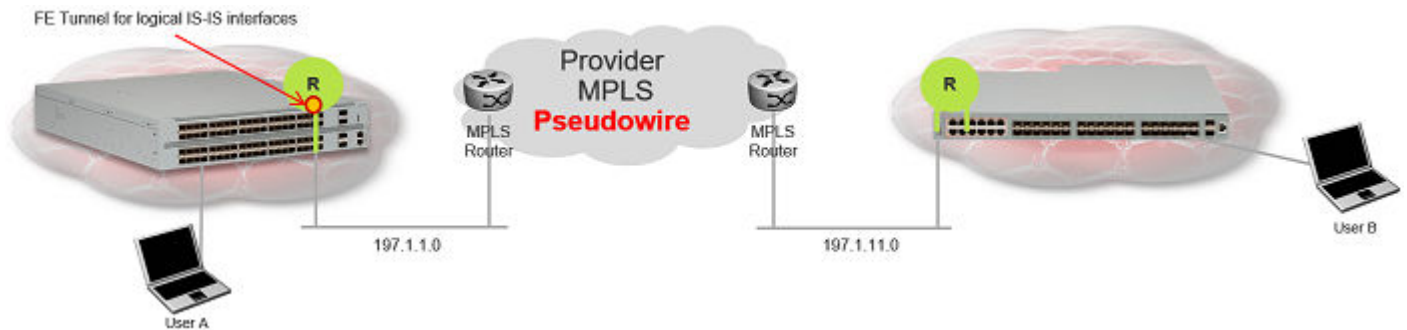 FE Tunnel for logical IS-IS interfaces
R
Provider
MPLS
Pseudowire
MPLS
Router
MPLS
Router
R
197.1.1.0
197.1.11.0
User A
User B